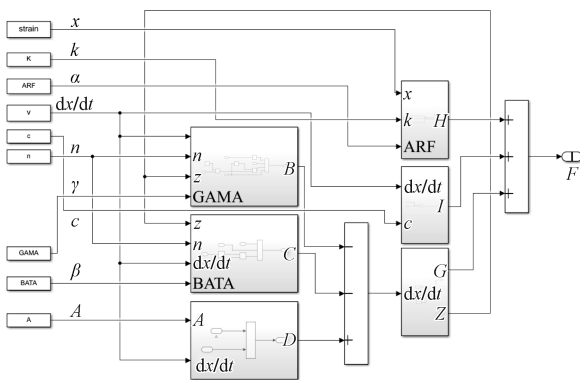 strain x
K k
ARF α
v dx/dt
c
n n
γ
c
GAMA
BATA β
A A
n
z
GAMA
B
z
n
dx/dt
BATA
C
A
dx/dt
D
x
k
ARF
H
dx/dt
c
I
dx/dt
G
Z
F